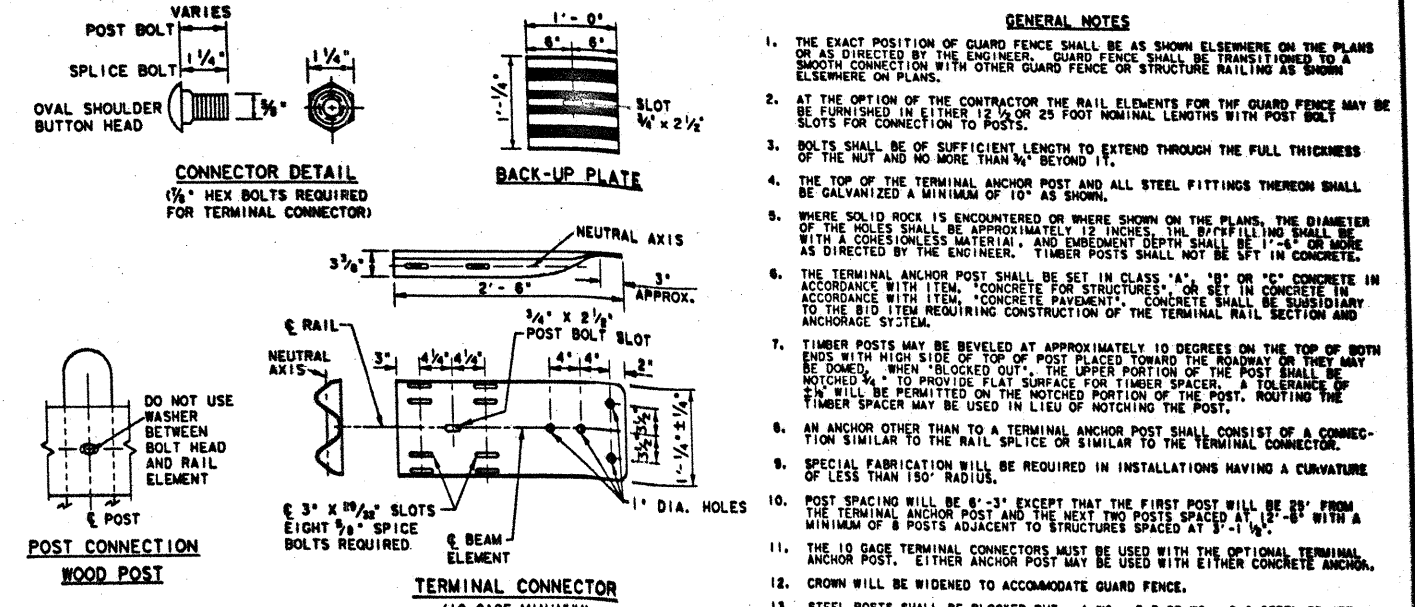 VARIES
POST BOLT
SPLICE BOLT
1 1/4"
1 1/4"
5/8"
OVAL SHOULDER
BUTTON HEAD
CONNECTOR DETAIL
(7/8" HEX BOLTS REQUIRED
FOR TERMINAL CONNECTOR)
1'-0"
6" 6"
1'-1/4"
SLOT
3/4" x 2 1/2"
BACK-UP PLATE
NEUTRAL AXIS
3 3/8"
2'-6"
3"
APPROX.
3/4" X 2 1/2"
POST BOLT SLOT
℄ RAIL
NEUTRAL
AXIS
3" 4 1/4" 4 1/4" 4" 4" 2"
3 1/2" 3 1/2"
1'-1/4" ± 1/4"
1" DIA. HOLES
℄ 3" X 29/32" SLOTS
EIGHT 5/8" SPICE
BOLTS REQUIRED
℄ BEAM
ELEMENT
TERMINAL CONNECTOR
DO NOT USE
WASHER
BETWEEN
BOLT HEAD
AND RAIL
ELEMENT
℄ POST
POST CONNECTION
WOOD POST
GENERAL NOTES
1. THE EXACT POSITION OF GUARD FENCE SHALL BE AS SHOWN ELSEWHERE ON THE PLANS
OR AS DIRECTED BY THE ENGINEER. GUARD FENCE SHALL BE TRANSITIONED TO A
SMOOTH CONNECTION WITH OTHER GUARD FENCE OR STRUCTURE RAILING AS SHOWN
ELSEWHERE ON PLANS.
2. AT THE OPTION OF THE CONTRACTOR THE RAIL ELEMENTS FOR THE GUARD FENCE MAY BE
BE FURNISHED IN EITHER 12 1/2 OR 25 FOOT NOMINAL LENGTHS WITH POST BOLT
SLOTS FOR CONNECTION TO POSTS.
3. BOLTS SHALL BE OF SUFFICIENT LENGTH TO EXTEND THROUGH THE FULL THICKNESS
OF THE NUT AND NO MORE THAN 3/4" BEYOND IT.
4. THE TOP OF THE TERMINAL ANCHOR POST AND ALL STEEL FITTINGS THEREON SHALL
BE GALVANIZED A MINIMUM OF 10" AS SHOWN.
5. WHERE SOLID ROCK IS ENCOUNTERED OR WHERE SHOWN ON THE PLANS, THE DIAMETER
OF THE HOLES SHALL BE APPROXIMATELY 12 INCHES, THE BACKFILLING SHALL BE
WITH A COHESIONLESS MATERIAL, AND EMBEDMENT DEPTH SHALL BE 1'-6" OR MORE
AS DIRECTED BY THE ENGINEER. TIMBER POSTS SHALL NOT BE SET IN CONCRETE.
6. THE TERMINAL ANCHOR POST SHALL BE SET IN CLASS "A", "B" OR "C" CONCRETE IN
ACCORDANCE WITH ITEM, "CONCRETE FOR STRUCTURES", OR SET IN CONCRETE IN
ACCORDANCE WITH ITEM, "CONCRETE PAVEMENT". CONCRETE SHALL BE SUBSIDIARY
TO THE BID ITEM REQUIRING CONSTRUCTION OF THE TERMINAL RAIL SECTION AND
ANCHORAGE SYSTEM.
7. TIMBER POSTS MAY BE BEVELED AT APPROXIMATELY 10 DEGREES ON THE TOP OF BOTH
ENDS WITH HIGH SIDE OF TOP OF POST PLACED TOWARD THE ROADWAY OR THEY MAY
BE DOMED. WHEN "BLOCKED OUT", THE UPPER PORTION OF THE POST SHALL BE
NOTCHED 3/4" TO PROVIDE FLAT SURFACE FOR TIMBER SPACER. A TOLERANCE OF
WILL BE PERMITTED ON THE NOTCHED PORTION OF THE POST. ROUTING THE
TIMBER SPACER MAY BE USED IN LIEU OF NOTCHING THE POST.
8. AN ANCHOR OTHER THAN TO A TERMINAL ANCHOR POST SHALL CONSIST OF A CONNEC-
TION SIMILAR TO THE RAIL SPLICE OR SIMILAR TO THE TERMINAL CONNECTOR.
9. SPECIAL FABRICATION WILL BE REQUIRED IN INSTALLATIONS HAVING A CURVATURE
OF LESS THAN 150' RADIUS.
10. POST SPACING WILL BE 6'-3" EXCEPT THAT THE FIRST POST WILL BE 25' FROM
THE TERMINAL ANCHOR POST AND THE NEXT TWO POSTS SPACED AT 12'-6" WITH A
MINIMUM OF POSTS ADJACENT TO STRUCTURES SPACED AT 3'-1 1/2".
11. THE 10 GAGE TERMINAL CONNECTORS MUST BE USED WITH THE OPTIONAL TERMINAL
ANCHOR POST. EITHER ANCHOR POST MAY BE USED WITH EITHER CONCRETE ANCHOR.
12. CROWN WILL BE WIDENED TO ACCOMMODATE GUARD FENCE.